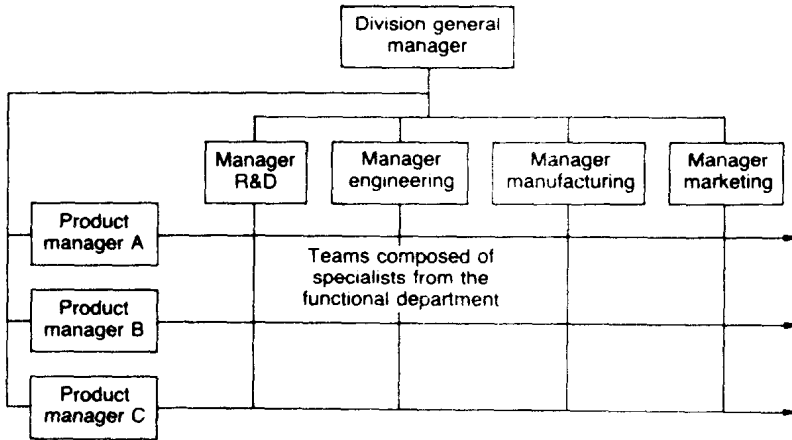 Division general
manager
Manager
R&D
Manager
engineering
Manager
manufacturing
Manager
marketing
Product
manager A
Teams composed of
specialists from the
functional department
Product
manager B
Product
manager C